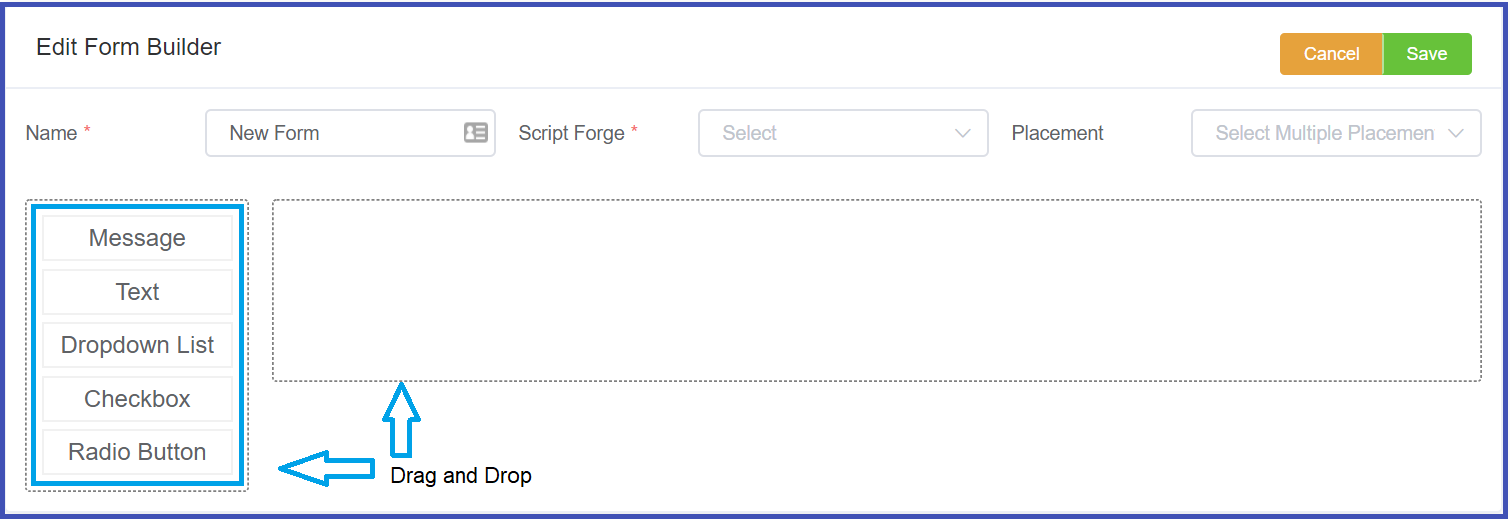 Edit Form Builder
Cancel
Save
Name *
New Form
Script Forge *
Select
Placement
Select Multiple Placemen
Message
Text
Dropdown List
Checkbox
Radio Button
Drag and Drop